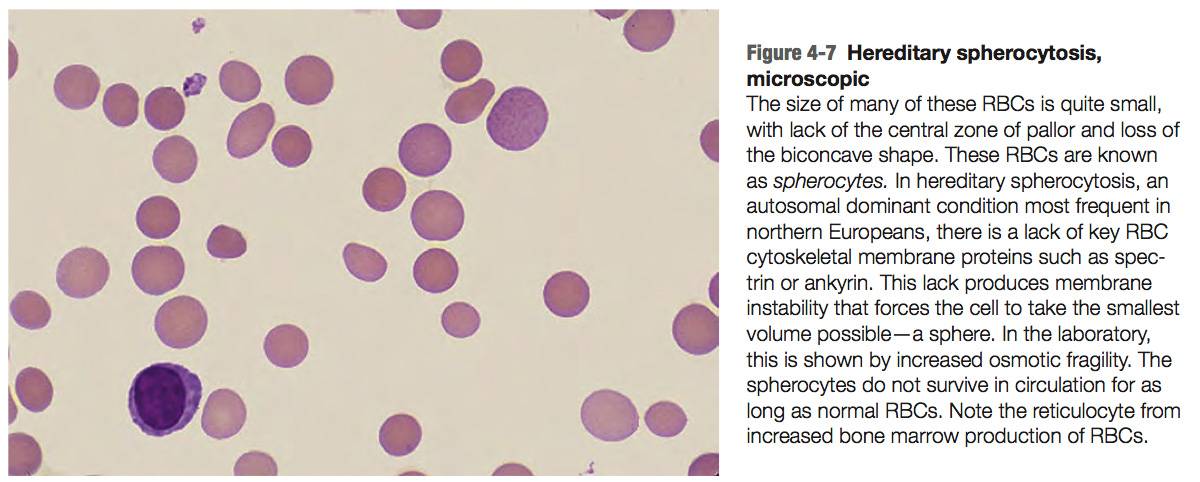 Figure 4-7 Hereditary spherocytosis,
microscopic
The size of many of these RBCs is quite small,
with lack of the central zone of pallor and loss of
the biconcave shape. These RBCs are known
as spherocytes. In hereditary spherocytosis, an
autosomal dominant condition most frequent in
northern Europeans, there is a lack of key RBC
cytoskeletal membrane proteins such as spec-
trin or ankyrin. This lack produces membrane
instability that forces the cell to take the smallest
volume possible—a sphere. In the laboratory,
this is shown by increased osmotic fragility. The
spherocytes do not survive in circulation for as
long as normal RBCs. Note the reticulocyte from
increased bone marrow production of RBCs.